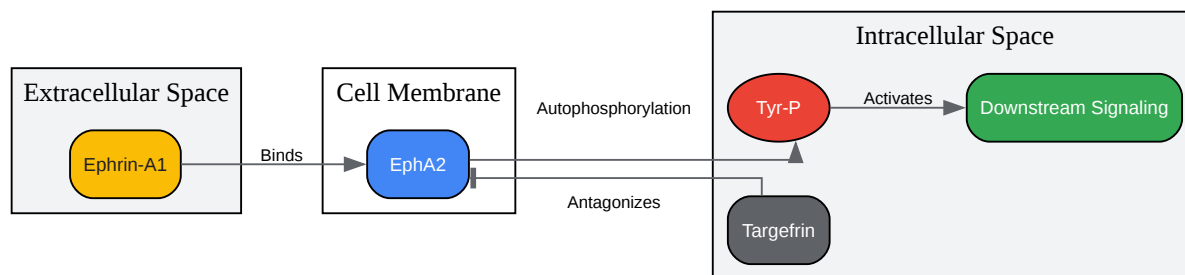 Extracellular Space
Ephrin-A1
Binds
Cell Membrane
EphA2
Autophosphorylation
Antagonizes
Intracellular Space
Tyr-P
Activates
Downstream Signaling
Targefrin